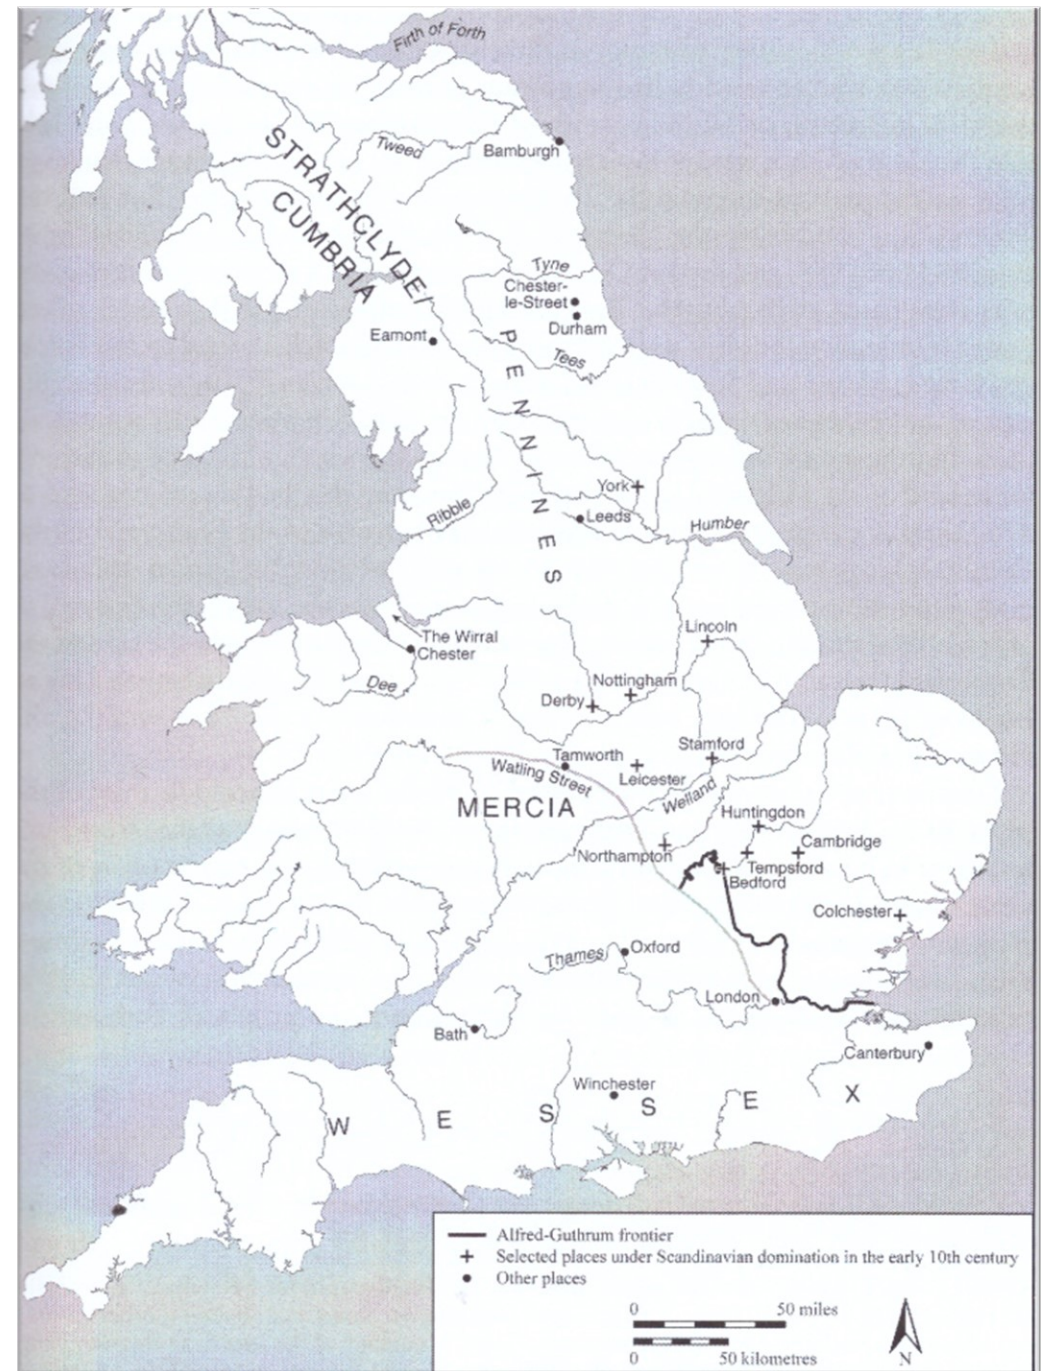 Firth of Forth
STRATHCLYDE/
CUMBRIA
Tweed
Bamburgh
Tyne
Chester-
le-Street
Durham
Eamont
Tees
PENNINES
York
Leeds
Ribble
Humber
The Wirral
Chester
Dee
Lincoln
Nottingham
Derby
Tamworth
Watling Street
Leicester
Stamford
Welland
MERCIA
Huntingdon
Cambridge
Northampton
Tempsford
Bedford
Colchester
Thames
Oxford
London
Bath
Canterbury
Winchester
WESSEX
Alfred-Guthrum frontier
Selected places under Scandinavian domination in the early 10th century
Other places
0 50 miles
0 50 kilometres
N